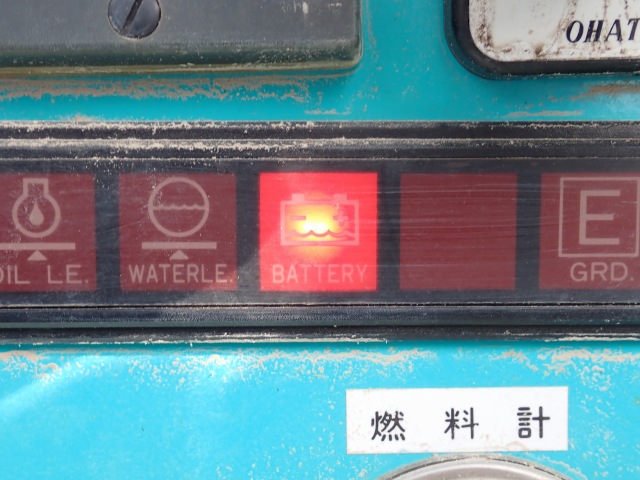 OHAT
OIL LE.
WATERLE.
BATTERY
E
GRD.
燃料計